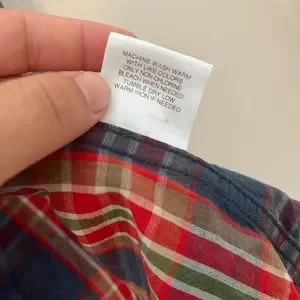 MACHINE WASH WARM
WITH LIKE COLORS
ONLY NON-CHLORINE
BLEACH WHEN NEEDED
TUMBLE DRY LOW
WARM IRON IF NEEDED